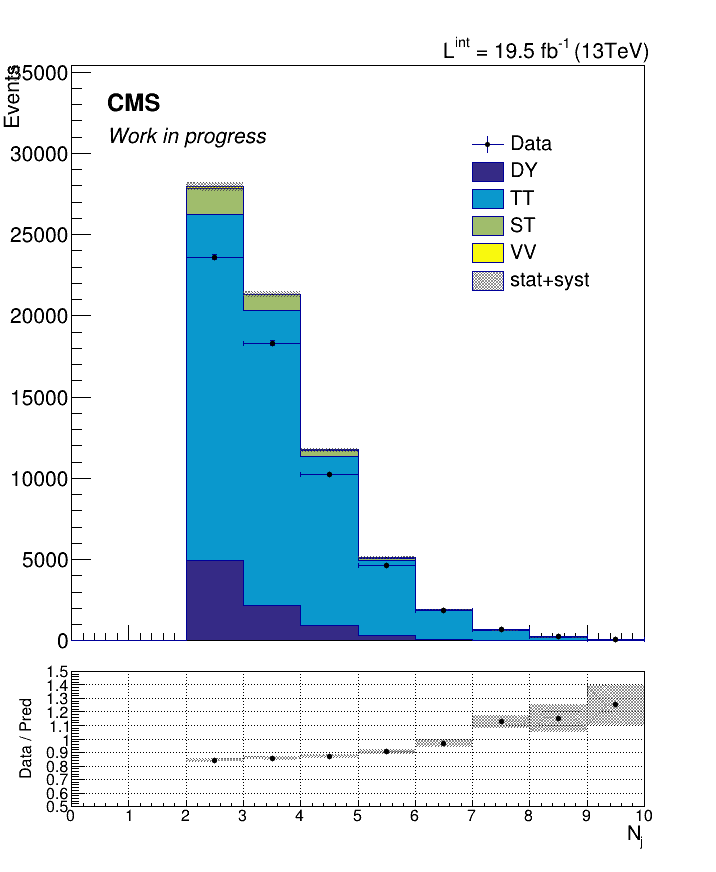 L^int = 19.5 fb^-1 (13TeV)
Events
35000
30000
25000
20000
15000
10000
5000
0
CMS
Work in progress
Data
DY
TT
ST
VV
stat+syst
Data / Pred
1.5
1.4
1.3
1.2
1.1
1
0.9
0.8
0.7
0.6
0.5
0 1 2 3 4 5 6 7 8 9 10
N_j